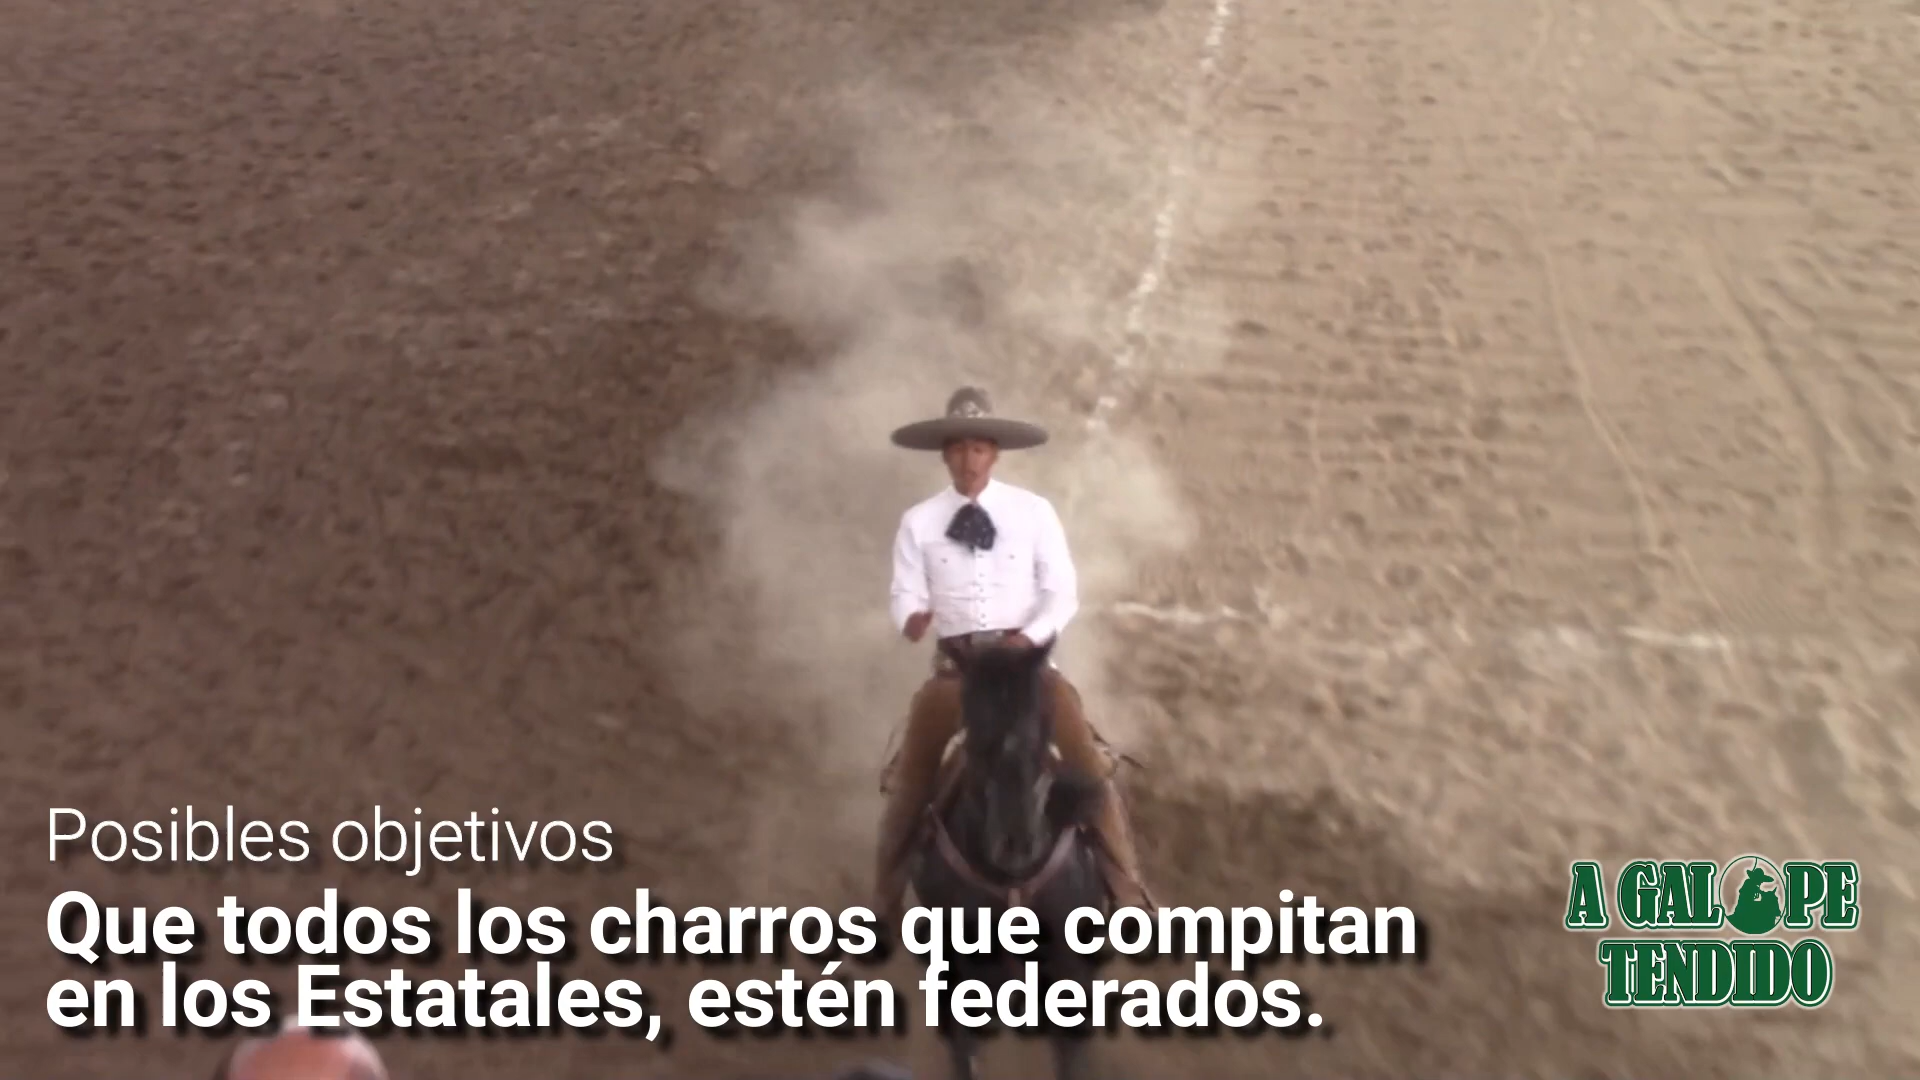 Posibles objetivos
Que todos los charros que compitan
en los Estatales, estén federados.
A GALOPE
TENDIDO